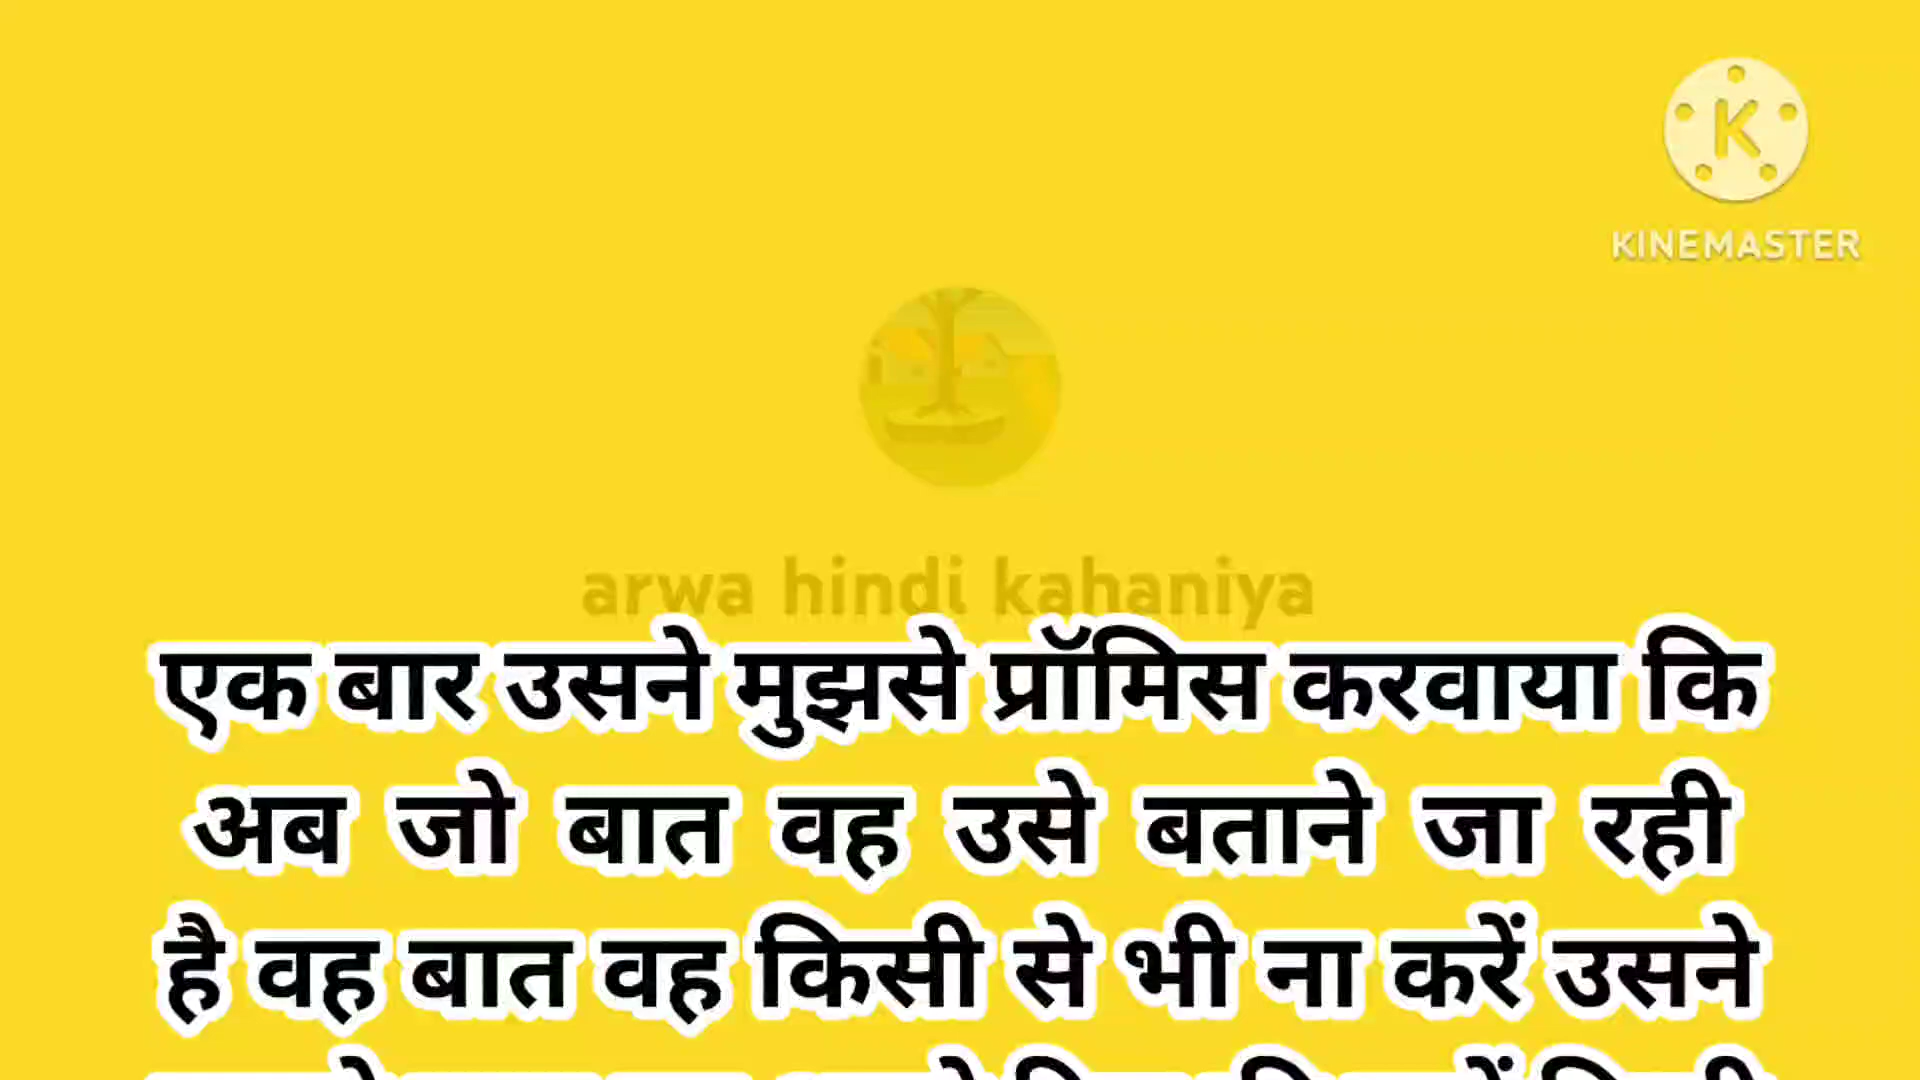 K
KINEMASTER
arwa hindi kahaniya
एक बार उसने मुझसे प्रॉमिस करवाया कि
अब जो बात वह उसे बताने जा रही
है वह बात वह किसी से भी ना करें उसने